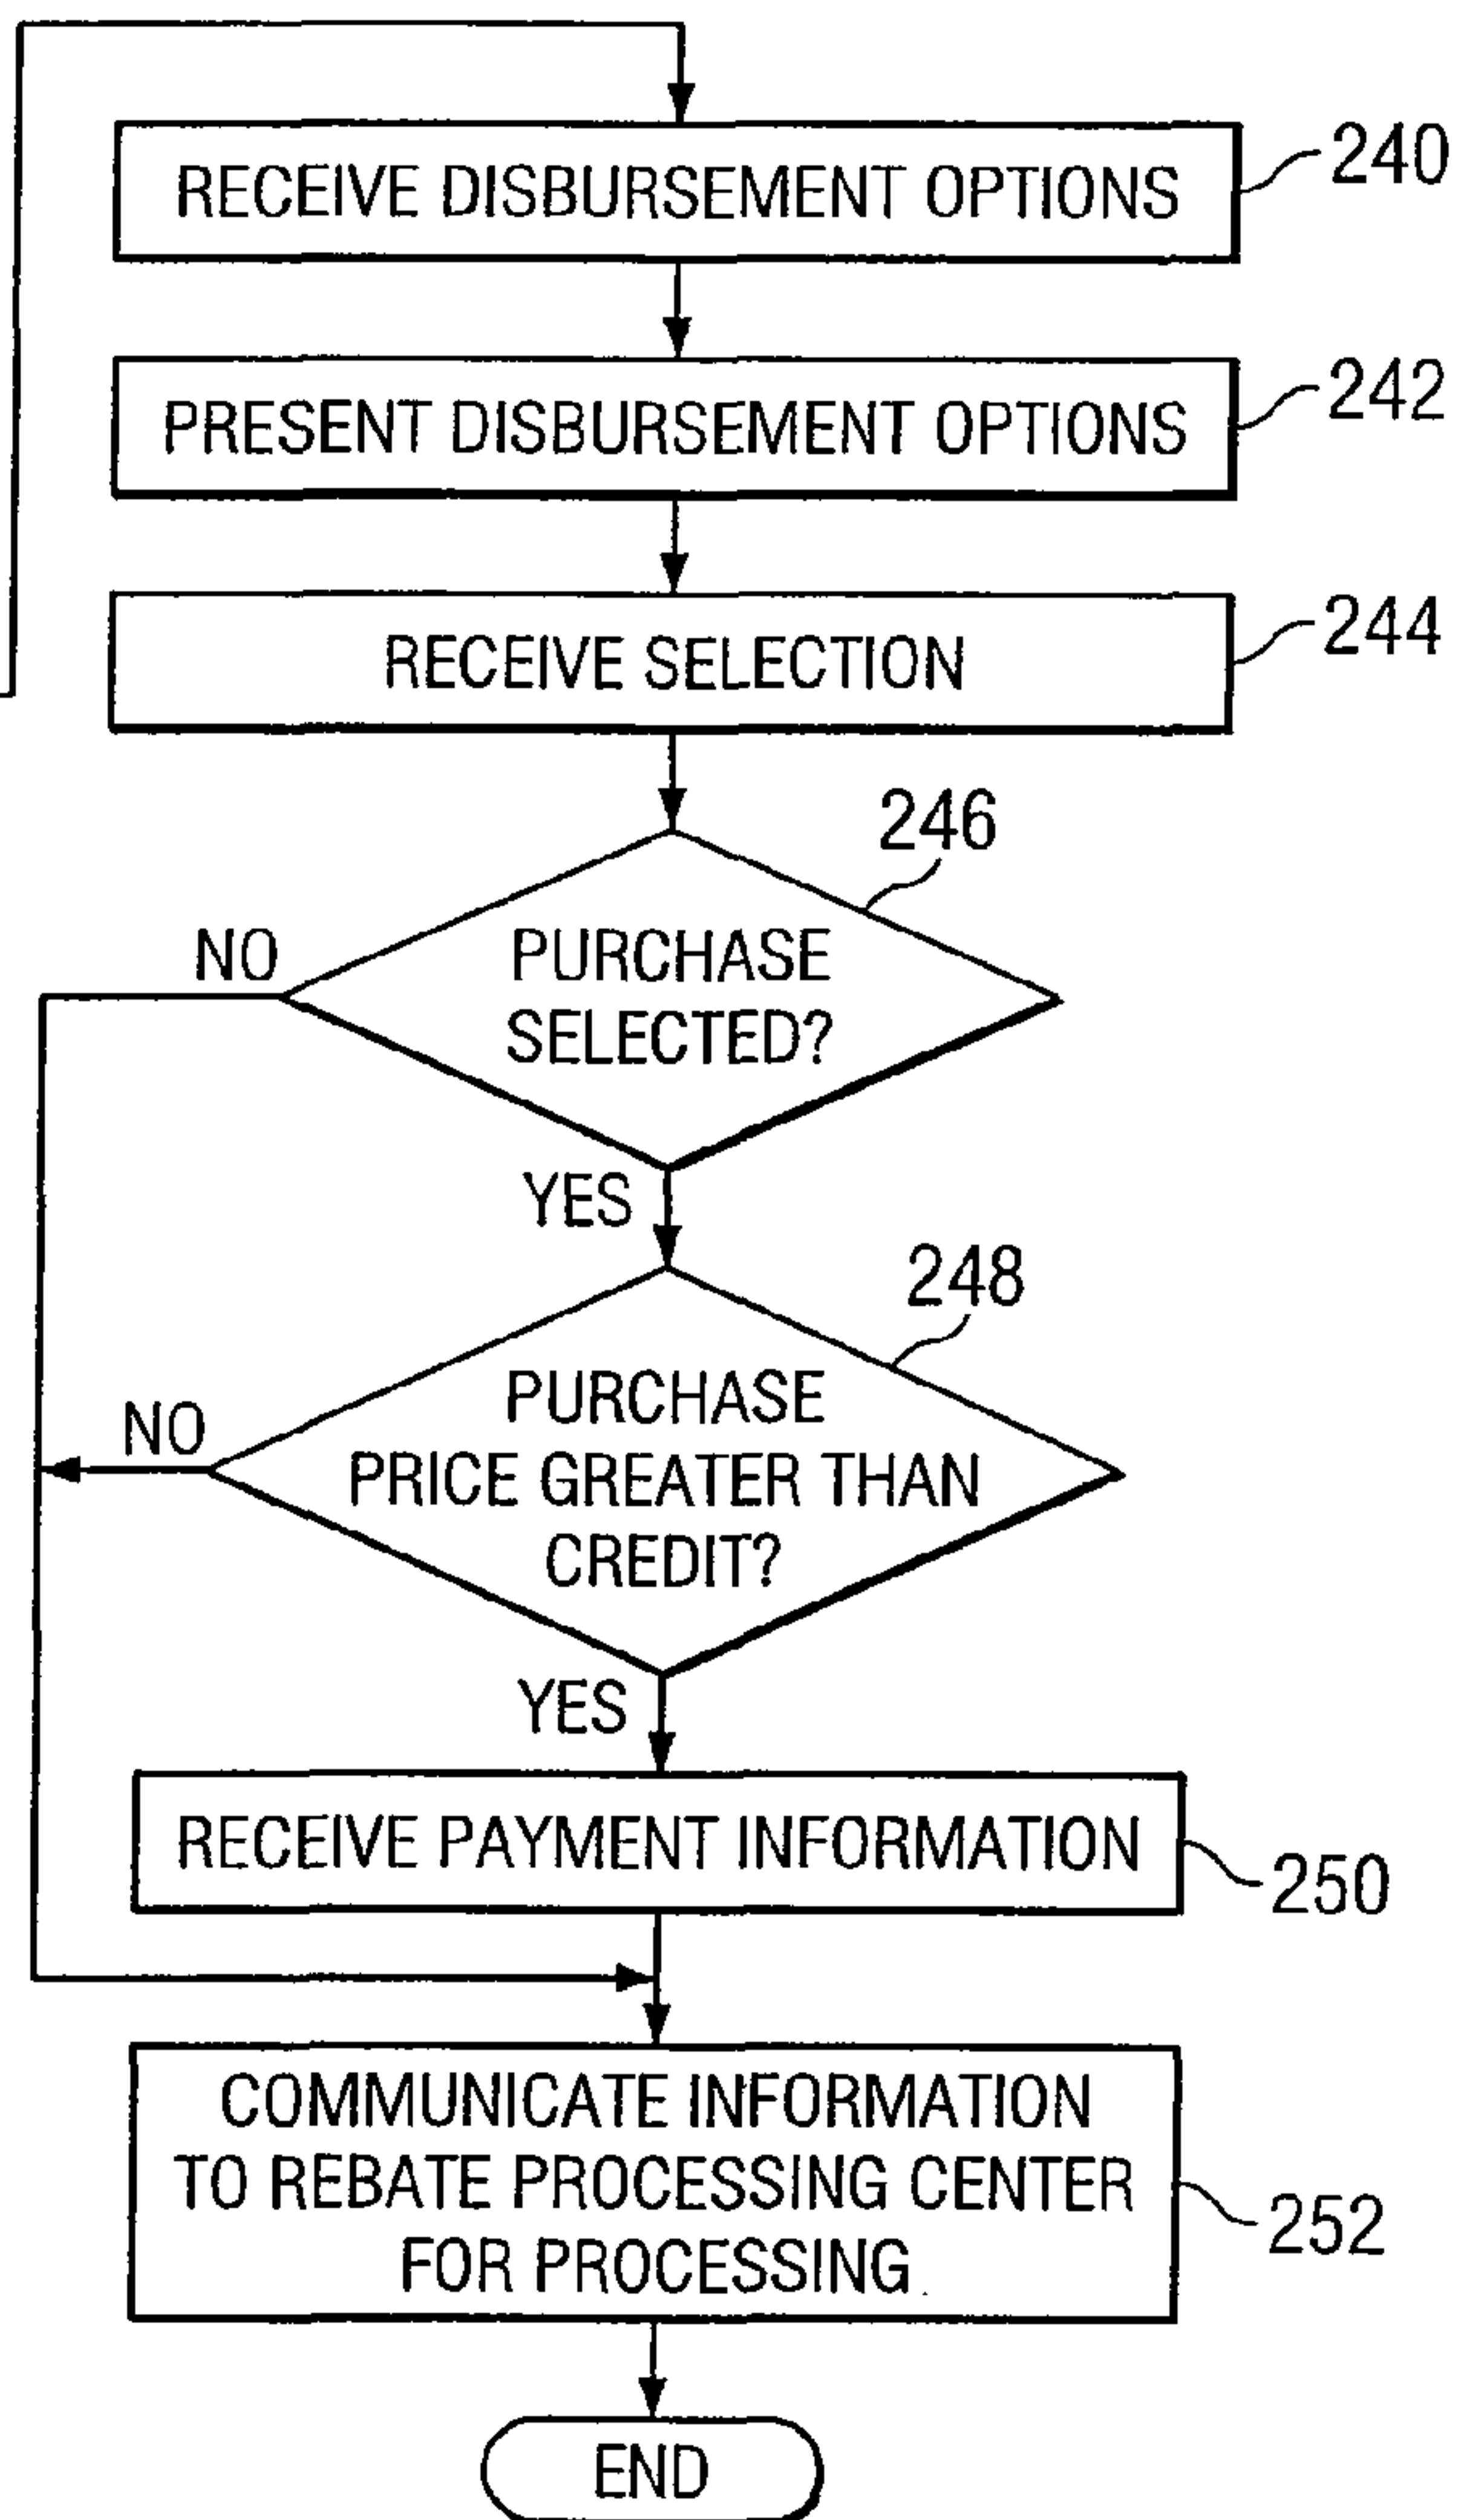 RECEIVE DISBURSEMENT OPTIONS
240
PRESENT DISBURSEMENT OPTIONS
242
RECEIVE SELECTION
244
246
NO
PURCHASE
SELECTED?
YES
248
NO
PURCHASE
PRICE GREATER THAN
CREDIT?
YES
RECEIVE PAYMENT INFORMATION
250
COMMUNICATE INFORMATION
TO REBATE PROCESSING CENTER
FOR PROCESSING
252
END